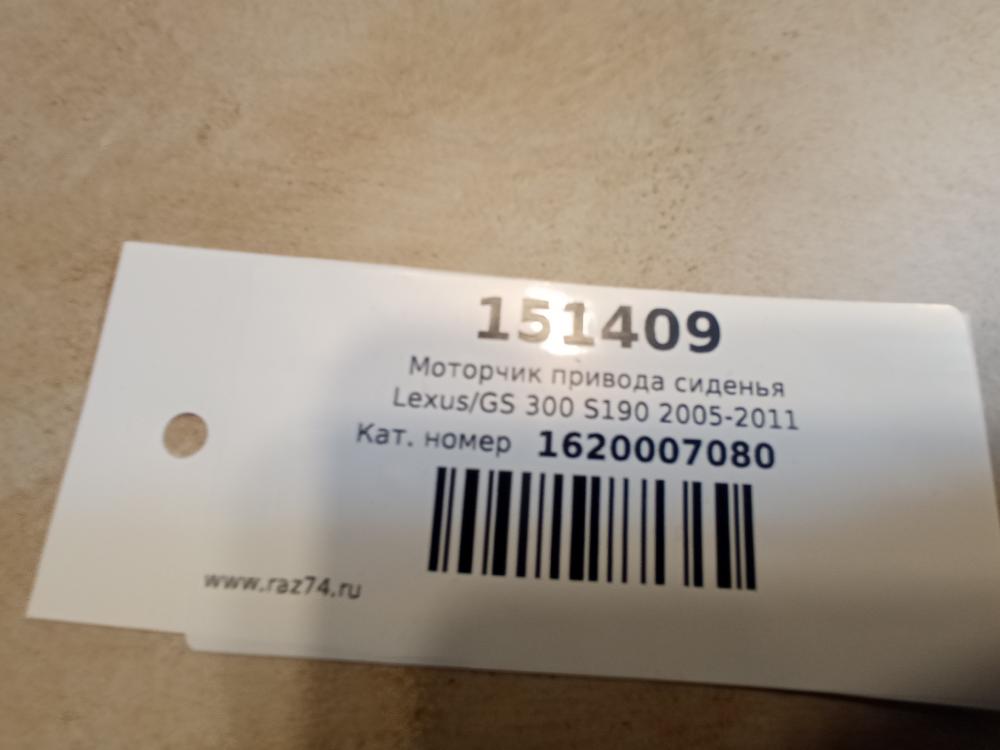 151409
Моторчик привода сиденья
Lexus/GS 300 S190 2005-2011
Кат. номер 1620007080
www.raz74.ru